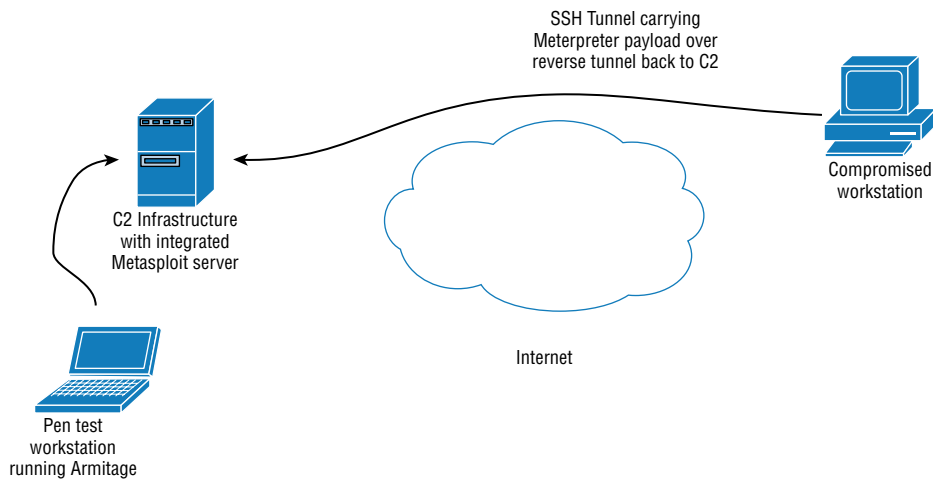 SSH Tunnel carrying
Meterpreter payload over
reverse tunnel back to C2
Compromised
workstation
C2 Infrastructure
with integrated
Metasploit server
Internet
Pen test
workstation
running Armitage